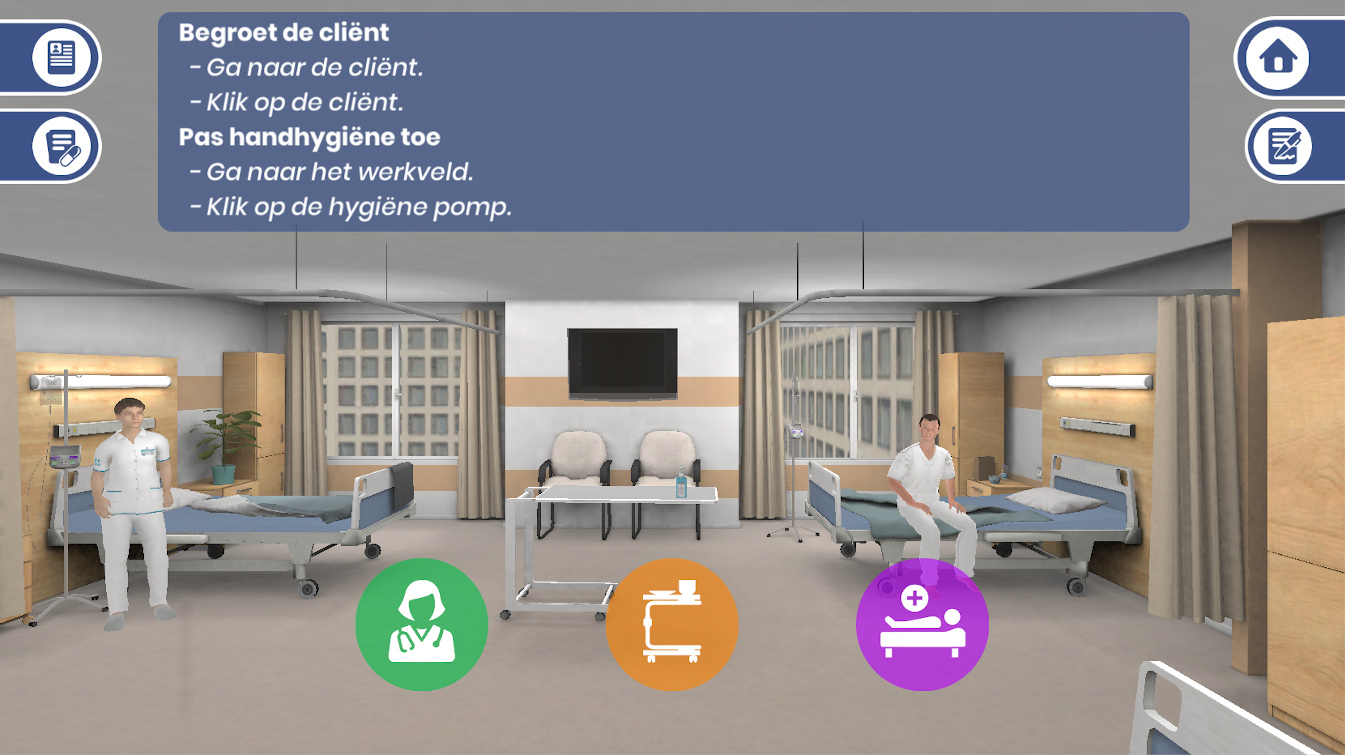 Begroet de cliënt
- Ga naar de cliënt.
- Klik op de cliënt.
Pas handhygiëne toe
- Ga naar het werkveld.
- Klik op de hygiëne pomp.